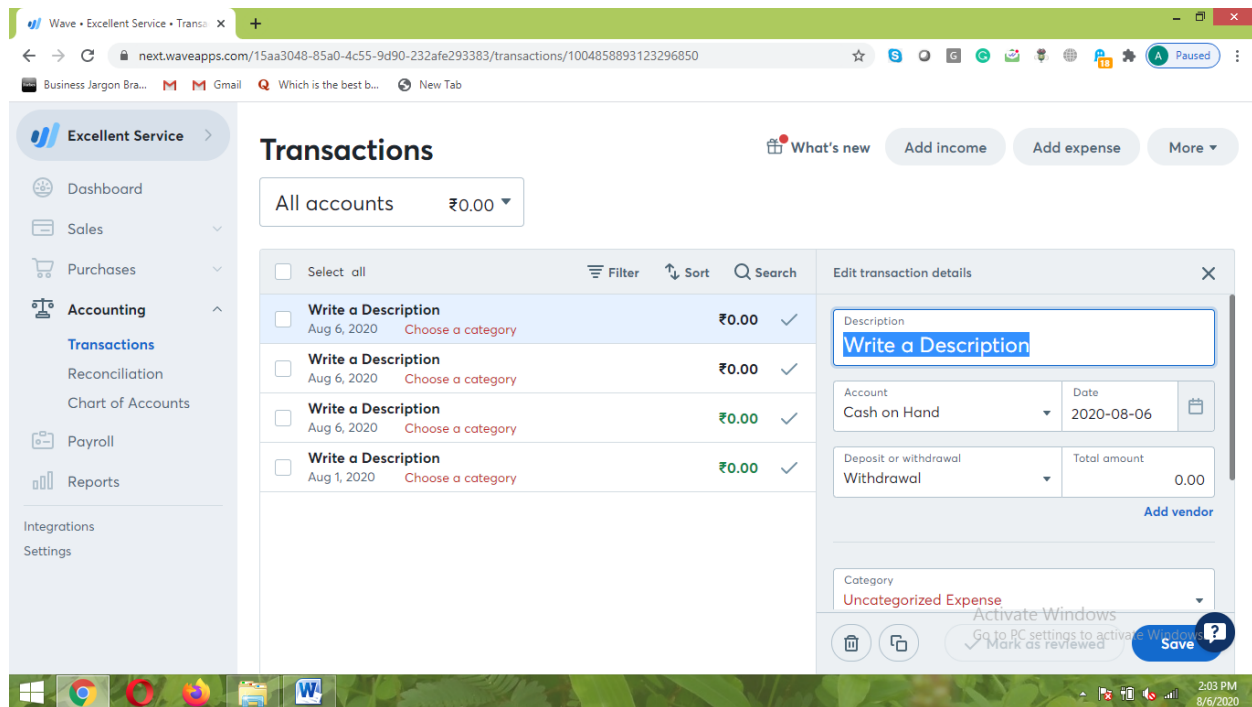 Wave • Excellent Service • Transa
next.waveapps.com/15aa3048-85a0-4c55-9d90-232afe293383/transactions/1004858893123296850
Paused
Business Jargon Bra... Gmail Which is the best b... New Tab
Excellent Service
Dashboard
Sales
Purchases
Accounting
Transactions
Reconciliation
Chart of Accounts
Payroll
Reports
Integrations
Settings
Transactions
What's new Add income Add expense More
All accounts ₹0.00
Select all Filter Sort Search
Write a Description
Aug 6, 2020 Choose a category ₹0.00
Write a Description
Aug 6, 2020 Choose a category ₹0.00
Write a Description
Aug 6, 2020 Choose a category ₹0.00
Write a Description
Aug 1, 2020 Choose a category ₹0.00
Edit transaction details
Description
Write a Description
Account Date
Cash on Hand 2020-08-06
Deposit or withdrawal Total amount
Withdrawal 0.00
Add vendor
Category
Uncategorized Expense
Activate Windows
Go to PC settings to activate Windows
Mark as reviewed Save
2:03 PM
8/6/2020